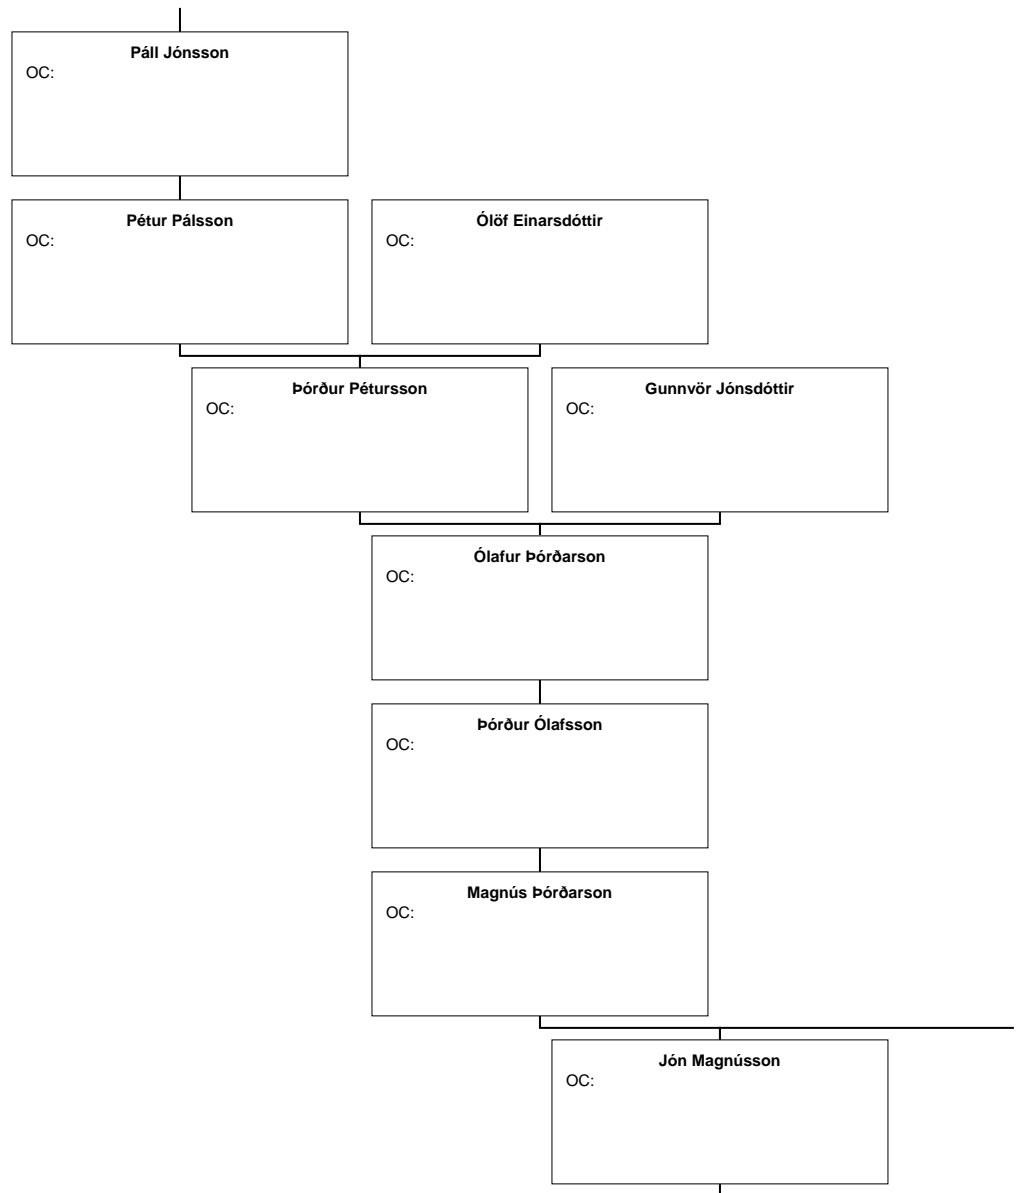 Páll Jónsson
OC:
Pétur Pálsson
OC:
Ólöf Einarsdóttir
OC:
Þórður Pétursson
OC:
Gunnvör Jónsdóttir
OC:
Ólafur Þórðarson
OC:
Þórður Ólafsson
OC:
Magnús Þórðarson
OC:
Jón Magnússon
OC: